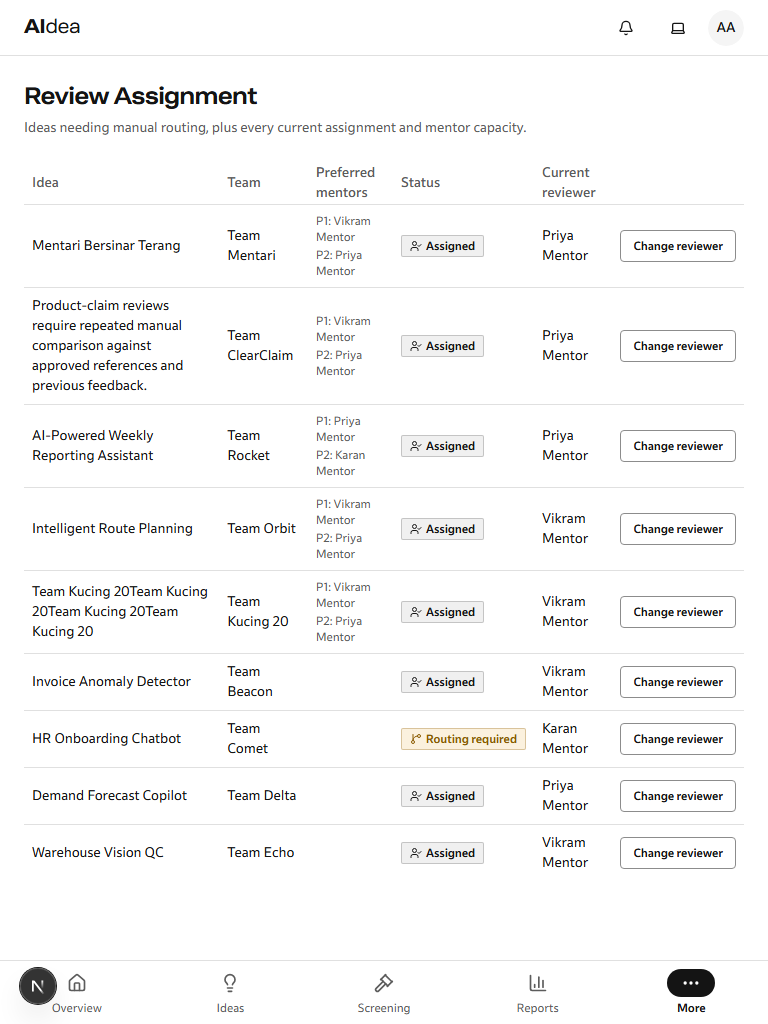 AIdea
AA
Review Assignment
Ideas needing manual routing, plus every current assignment and mentor capacity.
Idea
Team
Preferred
mentors
Status
Current
reviewer
Mentari Bersinar Terang
Team
Mentari
P1: Vikram
Mentor
P2: Priya
Mentor
Assigned
Priya
Mentor
Change reviewer
Product-claim reviews
require repeated manual
comparison against
approved references and
previous feedback.
Team
ClearClaim
P1: Vikram
Mentor
P2: Priya
Mentor
Assigned
Priya
Mentor
Change reviewer
AI-Powered Weekly
Reporting Assistant
Team
Rocket
P1: Priya
Mentor
P2: Karan
Mentor
Assigned
Priya
Mentor
Change reviewer
Intelligent Route Planning
Team Orbit
P1: Vikram
Mentor
P2: Priya
Mentor
Assigned
Vikram
Mentor
Change reviewer
Team Kucing 20Team Kucing
20Team Kucing 20Team
Kucing 20
Team
Kucing 20
P1: Vikram
Mentor
P2: Priya
Mentor
Assigned
Vikram
Mentor
Change reviewer
Invoice Anomaly Detector
Team
Beacon
Assigned
Vikram
Mentor
Change reviewer
HR Onboarding Chatbot
Team
Comet
Routing required
Karan
Mentor
Change reviewer
Demand Forecast Copilot
Team Delta
Assigned
Priya
Mentor
Change reviewer
Warehouse Vision QC
Team Echo
Assigned
Vikram
Mentor
Change reviewer
N
Overview
Ideas
Screening
Reports
More